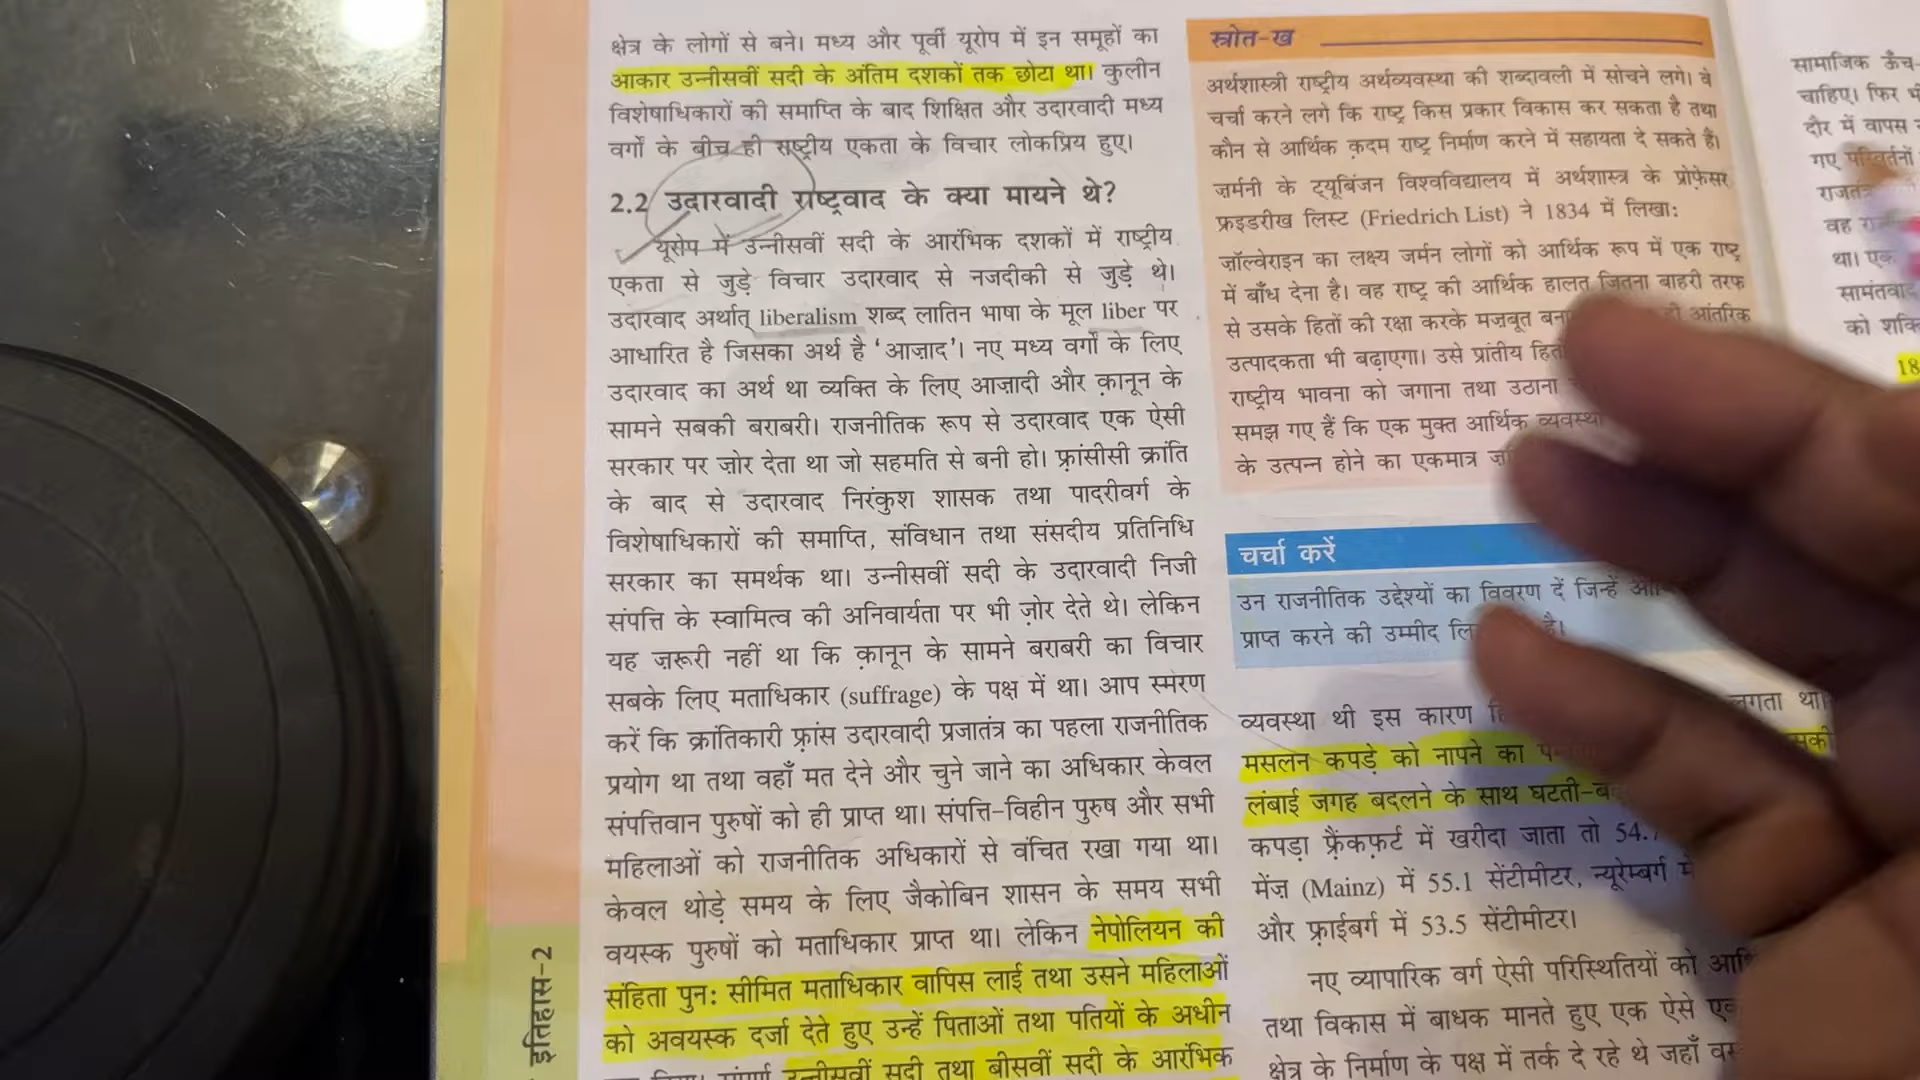 क्षेत्र के लोगों से बने। मध्य और पूर्वी यूरोप में इन समूहों का
आकार उन्नीसवीं सदी के अंतिम दशकों तक छोटा था। कुलीन
विशेषाधिकारों की समाप्ति के बाद शिक्षित और उदारवादी मध्य
वर्गों के बीच ही राष्ट्रीय एकता के विचार लोकप्रिय हुए।
2.2 उदारवादी राष्ट्रवाद के क्या मायने थे?
यूरोप में उन्नीसवीं सदी के आरंभिक दशकों में राष्ट्रीय
एकता से जुड़े विचार उदारवाद से नजदीकी से जुड़े थे।
उदारवाद अर्थात् liberalism शब्द लातिन भाषा के मूल liber पर
आधारित है जिसका अर्थ है ‘आज़ाद’। नए मध्य वर्गों के लिए
उदारवाद का अर्थ था व्यक्ति के लिए आज़ादी और क़ानून के
सामने सबकी बराबरी। राजनीतिक रूप से उदारवाद एक ऐसी
सरकार पर ज़ोर देता था जो सहमति से बनी हो। फ़्रांसीसी क्रांति
के बाद से उदारवाद निरंकुश शासक तथा पादरीवर्ग के
विशेषाधिकारों की समाप्ति, संविधान तथा संसदीय प्रतिनिधि
सरकार का समर्थक था। उन्नीसवीं सदी के उदारवादी निजी
संपत्ति के स्वामित्व की अनिवार्यता पर भी ज़ोर देते थे। लेकिन
यह ज़रूरी नहीं था कि क़ानून के सामने बराबरी का विचार
सबके लिए मताधिकार (suffrage) के पक्ष में था। आप स्मरण
करें कि क्रांतिकारी फ़्रांस उदारवादी प्रजातंत्र का पहला राजनीतिक
प्रयोग था तथा वहाँ मत देने और चुने जाने का अधिकार केवल
संपत्तिवान पुरुषों को ही प्राप्त था। संपत्ति-विहीन पुरुष और सभी
महिलाओं को राजनीतिक अधिकारों से वंचित रखा गया था।
केवल थोड़े समय के लिए जैकोबिन शासन के समय सभी
वयस्क पुरुषों को मताधिकार प्राप्त था। लेकिन नेपोलियन की
संहिता पुन: सीमित मताधिकार वापिस लाई तथा उसने महिलाओं
को अवयस्क दर्जा देते हुए उन्हें पिताओं तथा पतियों के अधीन
उन्नीसवीं सदी तथा बीसवीं सदी के आरंभिक
इतिहास-2
स्रोत-ख
अर्थशास्त्री राष्ट्रीय अर्थव्यवस्था की शब्दावली में सोचने लगे। वे
चर्चा करने लगे कि राष्ट्र किस प्रकार विकास कर सकता है तथा
कौन से आर्थिक क़दम राष्ट्र निर्माण करने में सहायता दे सकते हैं।
जर्मनी के ट्यूबिंजन विश्वविद्यालय में अर्थशास्त्र के प्रोफ़ेसर
फ्रइडरीख लिस्ट (Friedrich List) ने 1834 में लिखा:
ज़ॉल्वेराइन का लक्ष्य जर्मन लोगों को आर्थिक रूप में एक राष्ट्र
में बाँध देना है। वह राष्ट्र की आर्थिक हालत जितना बाहरी तरफ
से उसके हितों की रक्षा करके मजबूत आंतरिक
उत्पादकता भी बढ़ाएगा। उसे प्रांतीय
राष्ट्रीय भावना को जगाना तथा उठाना
समझ गए हैं कि एक मुक्त आर्थिक व्यवस्था
के उत्पन्न होने का एकमात्र
चर्चा करें
उन राजनीतिक उद्देश्यों का विवरण दें जिन्हें
प्राप्त करने की उम्मीद है।
व्यवस्था थी इस कारण लगता था।
मसलन कपड़े को नापने का
लंबाई जगह बदलने के साथ
कपड़ा फ़्रैंकफ़र्ट में खरीदा जाता तो
मेंज़ (Mainz) में 55.1 सेंटीमीटर, न्यूरेम्बर्ग में
और फ़्राईबर्ग में 53.5 सेंटीमीटर।
नए व्यापारिक वर्ग ऐसी परिस्थितियों को
तथा विकास में बाधक मानते हुए एक ऐसे
क्षेत्र के निर्माण के पक्ष में तर्क दे रहे थे जहाँ
सामाजिक
चाहिए। फिर
दौर में वापस
गए परिवर्तनों
वह
था। एक
सामंतवाद
को
18